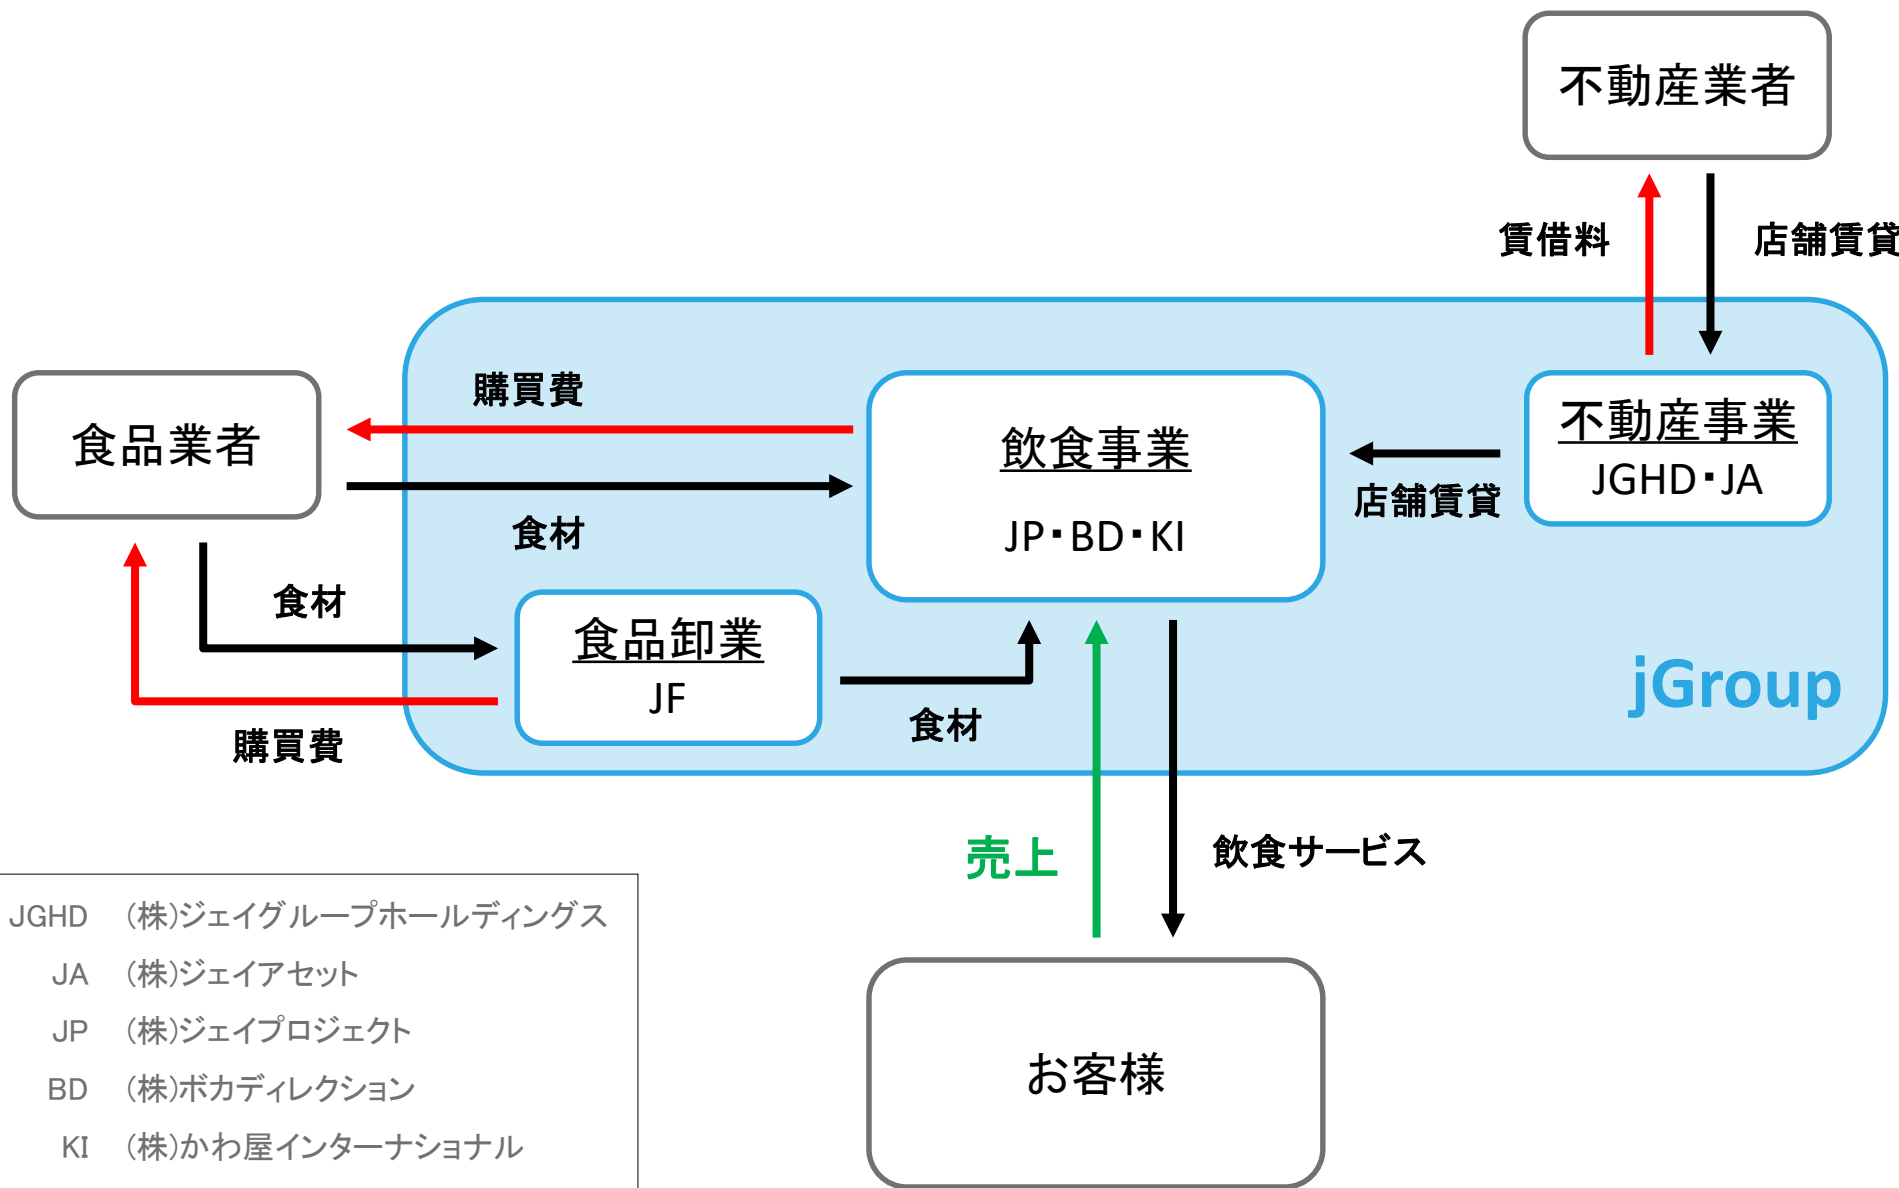 不動産業者
賃借料
店舗賃貸
購買費
食品業者
飲食事業
JP・BD・KI
不動産事業
JGHD・JA
店舗賃貸
食材
食材
食品卸業
JF
食材
購買費
jGroup
売上
飲食サービス
お客様
JGHD (株)ジェイグループホールディングス
JA (株)ジェイアセット
JP (株)ジェイプロジェクト
BD (株)ボカディレクション
KI (株)かわ屋インターナショナル